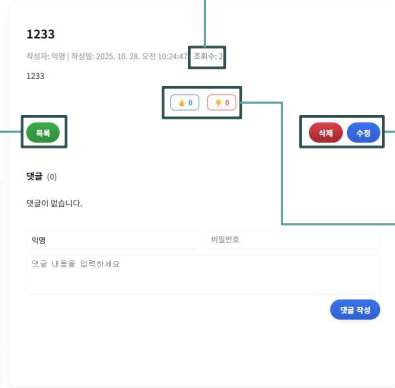 1233
작성자: 익명 | 작성일: 2025. 10. 28. 오전 10:24:47 | 조회수: 2
1233
👍 0 👎 0
목록 삭제 수정
댓글 (0)
댓글이 없습니다.
익명 비밀번호
댓글 내용을 입력하세요
댓글 작성